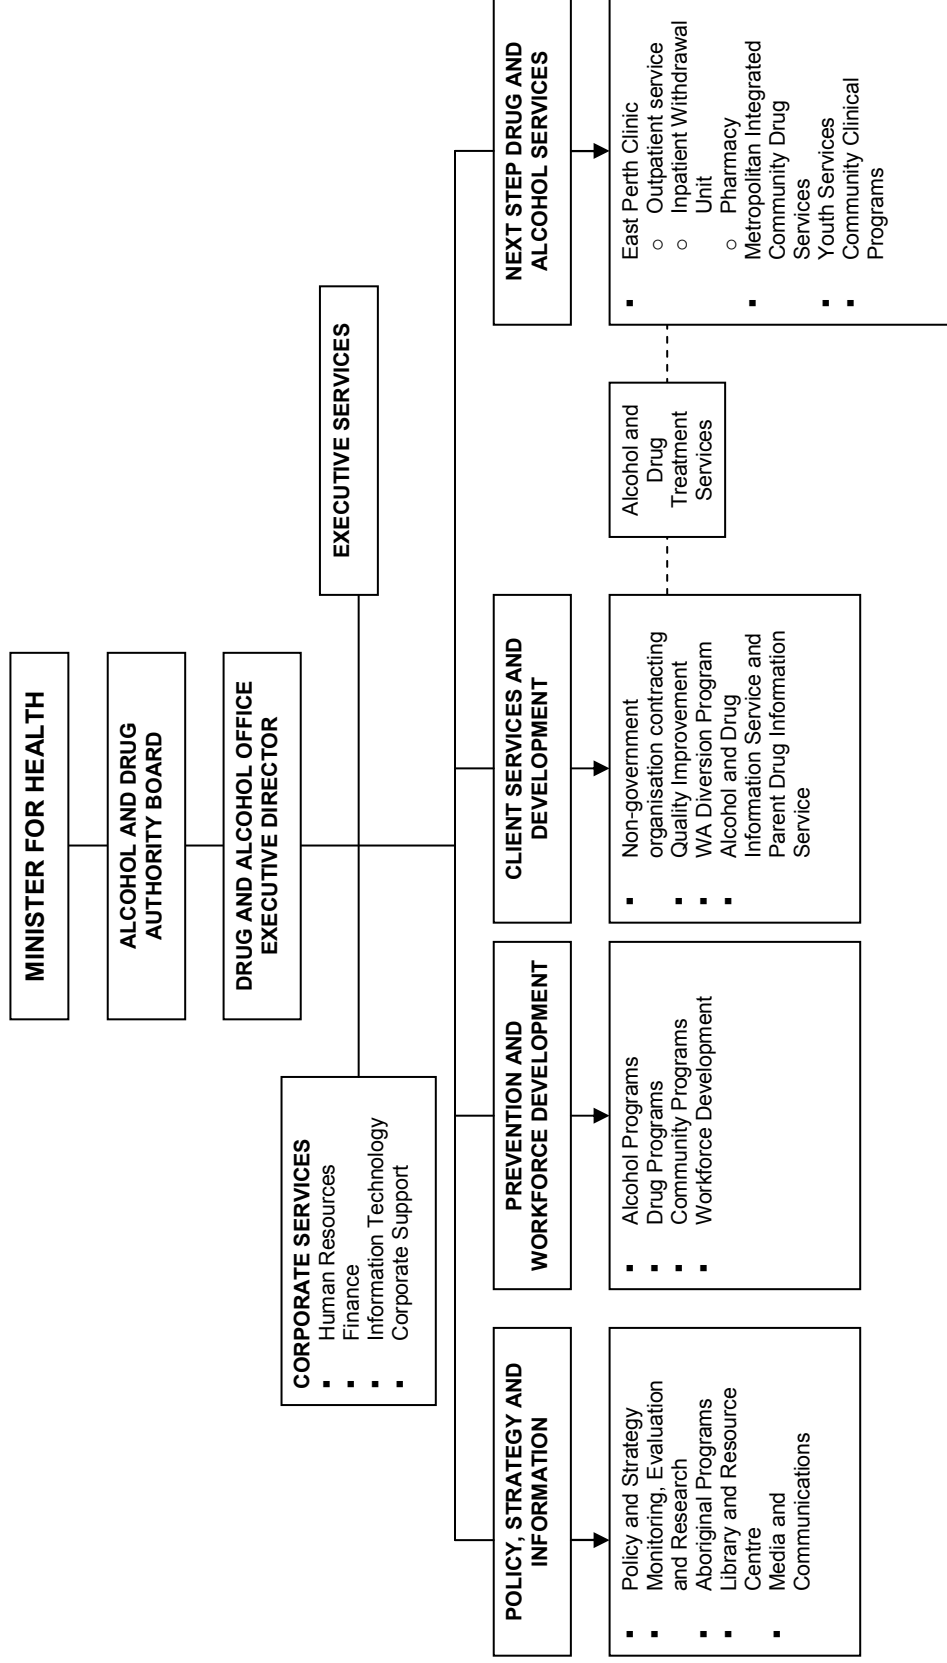 MINISTER FOR HEALTH
ALCOHOL AND DRUG
AUTHORITY BOARD
DRUG AND ALCOHOL OFFICE
EXECUTIVE DIRECTOR
CORPORATE SERVICES
▪ Human Resources
▪ Finance
▪ Information Technology
▪ Corporate Support
EXECUTIVE SERVICES
POLICY, STRATEGY AND
INFORMATION
▪ Policy and Strategy
▪ Monitoring, Evaluation
and Research
▪ Aboriginal Programs
▪ Library and Resource
Centre
▪ Media and
Communications
PREVENTION AND
WORKFORCE DEVELOPMENT
▪ Alcohol Programs
▪ Drug Programs
▪ Community Programs
▪ Workforce Development
CLIENT SERVICES AND
DEVELOPMENT
▪ Non-government
organisation contracting
▪ Quality Improvement
▪ WA Diversion Program
▪ Alcohol and Drug
Information Service and
Parent Drug Information
Service
Alcohol and
Drug
Treatment
Services
NEXT STEP DRUG AND
ALCOHOL SERVICES
▪ East Perth Clinic
○ Outpatient service
○ Inpatient Withdrawal
Unit
○ Pharmacy
▪ Metropolitan Integrated
Community Drug
Services
▪ Youth Services
▪ Community Clinical
Programs